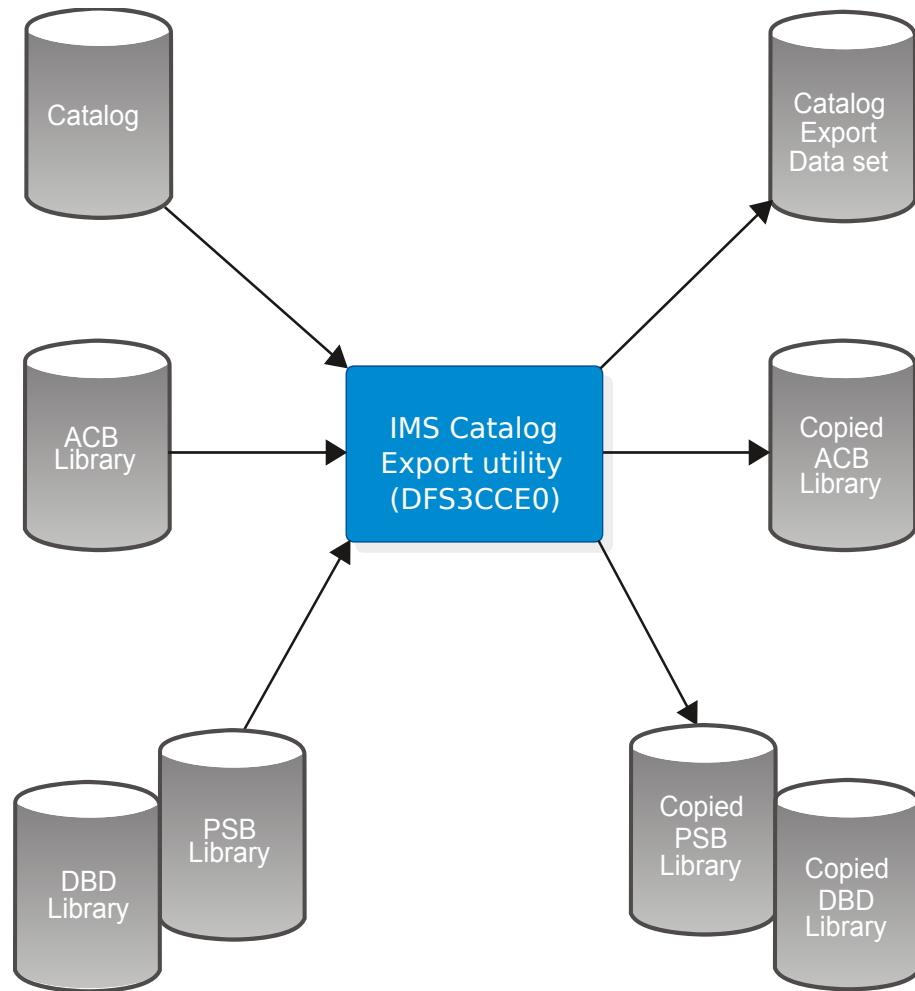 Catalog
Catalog
Export
Data set
ACB
Library
IMS Catalog
Export utility
(DFS3CCE0)
Copied
ACB
Library
DBD
Library
PSB
Library
Copied
PSB
Library
Copied
DBD
Library